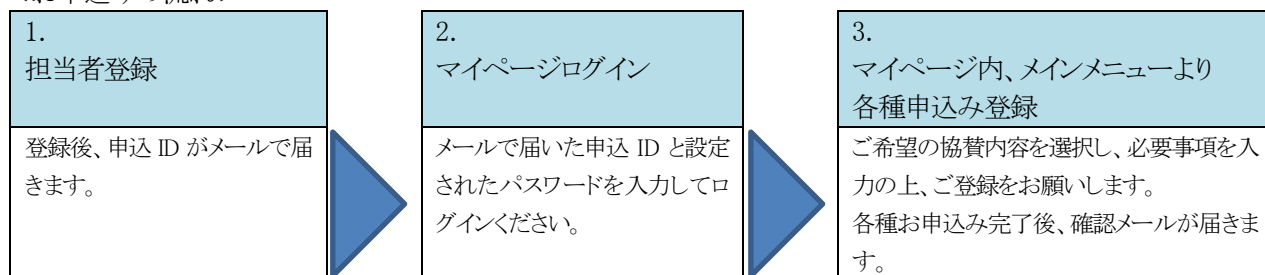 1.
担当者登録
登録後、申込 ID がメールで届
きます。
2.
マイページログイン
メールで届いた申込 ID と設定
されたパスワードを入力してロ
グインください。
3.
マイページ内、メインメニューより
各種申込み登録
ご希望の協賛内容を選択し、必要事項を入
力の上、ご登録をお願いします。
各種お申込み完了後、確認メールが届きま
す。